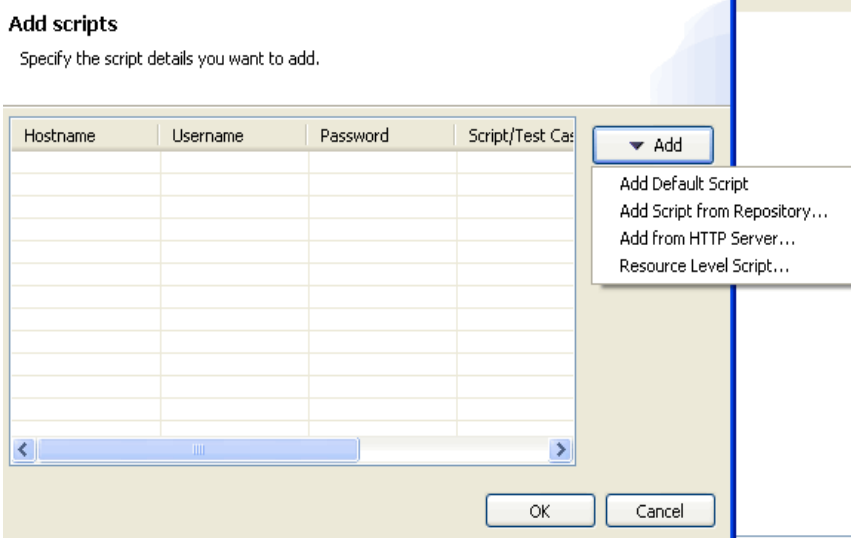 Add scripts
Specify the script details you want to add.
Hostname Username Password Script/Test Cas
Add
Add Default Script
Add Script from Repository...
Add from HTTP Server...
Resource Level Script...
OK Cancel